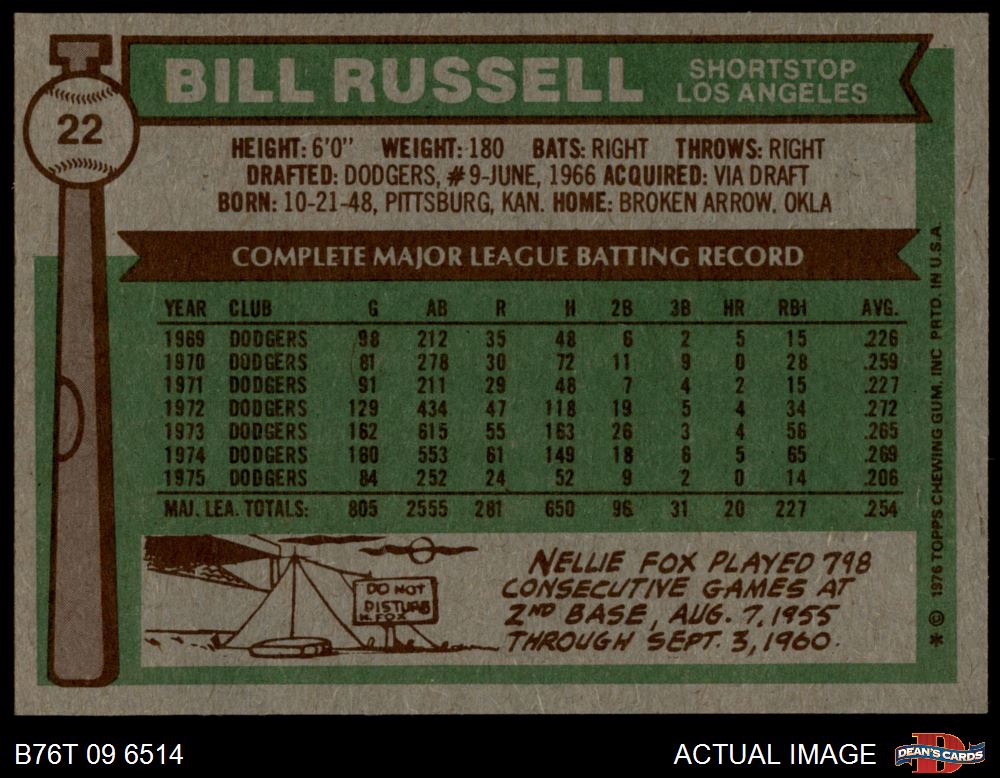 22
BILL RUSSELL
SHORTSTOP
LOS ANGELES
HEIGHT: 6'0" WEIGHT: 180 BATS: RIGHT THROWS: RIGHT
DRAFTED: DODGERS, #9-JUNE, 1966 ACQUIRED: VIA DRAFT
BORN: 10-21-48, PITTSBURG, KAN. HOME: BROKEN ARROW, OKLA
COMPLETE MAJOR LEAGUE BATTING RECORD
YEAR CLUB G AB R H 2B 3B HR RBI AVG.
1969 DODGERS 98 212 35 48 6 2 5 15 .226
1970 DODGERS 81 278 30 72 11 9 0 28 .259
1971 DODGERS 91 211 29 48 7 4 2 15 .227
1972 DODGERS 129 434 47 118 19 5 4 34 .272
1973 DODGERS 162 615 55 163 26 3 4 56 .265
1974 DODGERS 160 553 61 149 18 6 5 65 .269
1975 DODGERS 84 252 24 52 9 2 0 14 .206
MAJ. LEA. TOTALS: 805 2555 281 650 96 31 20 227 .254
DO NOT
DISTURB
N. FOX
NELLIE FOX PLAYED 798
CONSECUTIVE GAMES AT
2ND BASE, AUG. 7, 1955
THROUGH SEPT. 3, 1960.
* © 1976 TOPPS CHEWING GUM, INC PRTD. IN U.S.A.
B76T 09 6514
ACTUAL IMAGE
D
DEAN'S CARDS